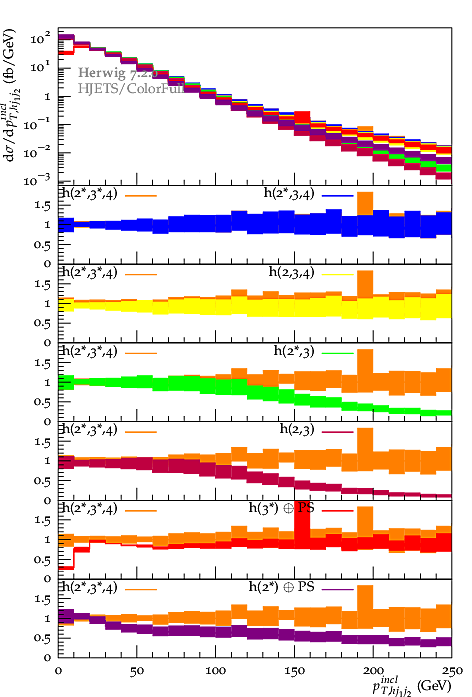 dσ/dp_{T,hj1j2}^{incl} (fb/GeV)
10²
10¹
1
10⁻¹
10⁻²
10⁻³
Herwig 7.2.
HJETS/ColorFull
h(2*,3*,4) h(2*,3,4)
1.5
1
0.5
0
h(2*,3*,4) h(2,3,4)
1.5
1
0.5
0
h(2*,3*,4) h(2*,3)
1.5
1
0.5
0
h(2*,3*,4) h(2,3)
1.5
1
0.5
0
h(2*,3*,4) h(3*) ⊕ PS
1.5
1
0.5
0
h(2*,3*,4) h(2*) ⊕ PS
1.5
1
0.5
0
0 50 100 150 200 250
p_{T,hj1j2}^{incl} (GeV)